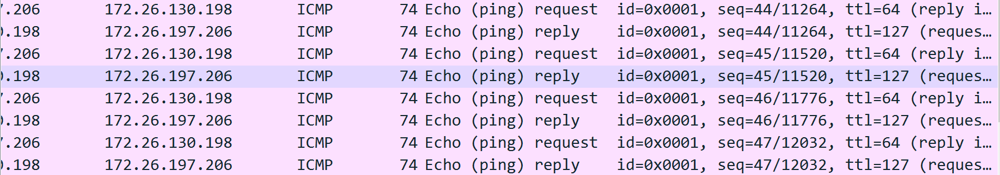 .206 172.26.130.198 ICMP 74 Echo (ping) request id=0x0001, seq=44/11264, ttl=64 (reply i…
.198 172.26.197.206 ICMP 74 Echo (ping) reply id=0x0001, seq=44/11264, ttl=127 (reques…
.206 172.26.130.198 ICMP 74 Echo (ping) request id=0x0001, seq=45/11520, ttl=64 (reply i…
.198 172.26.197.206 ICMP 74 Echo (ping) reply id=0x0001, seq=45/11520, ttl=127 (reques…
.206 172.26.130.198 ICMP 74 Echo (ping) request id=0x0001, seq=46/11776, ttl=64 (reply i…
.198 172.26.197.206 ICMP 74 Echo (ping) reply id=0x0001, seq=46/11776, ttl=127 (reques…
.206 172.26.130.198 ICMP 74 Echo (ping) request id=0x0001, seq=47/12032, ttl=64 (reply i…
.198 172.26.197.206 ICMP 74 Echo (ping) reply id=0x0001, seq=47/12032, ttl=127 (reques…